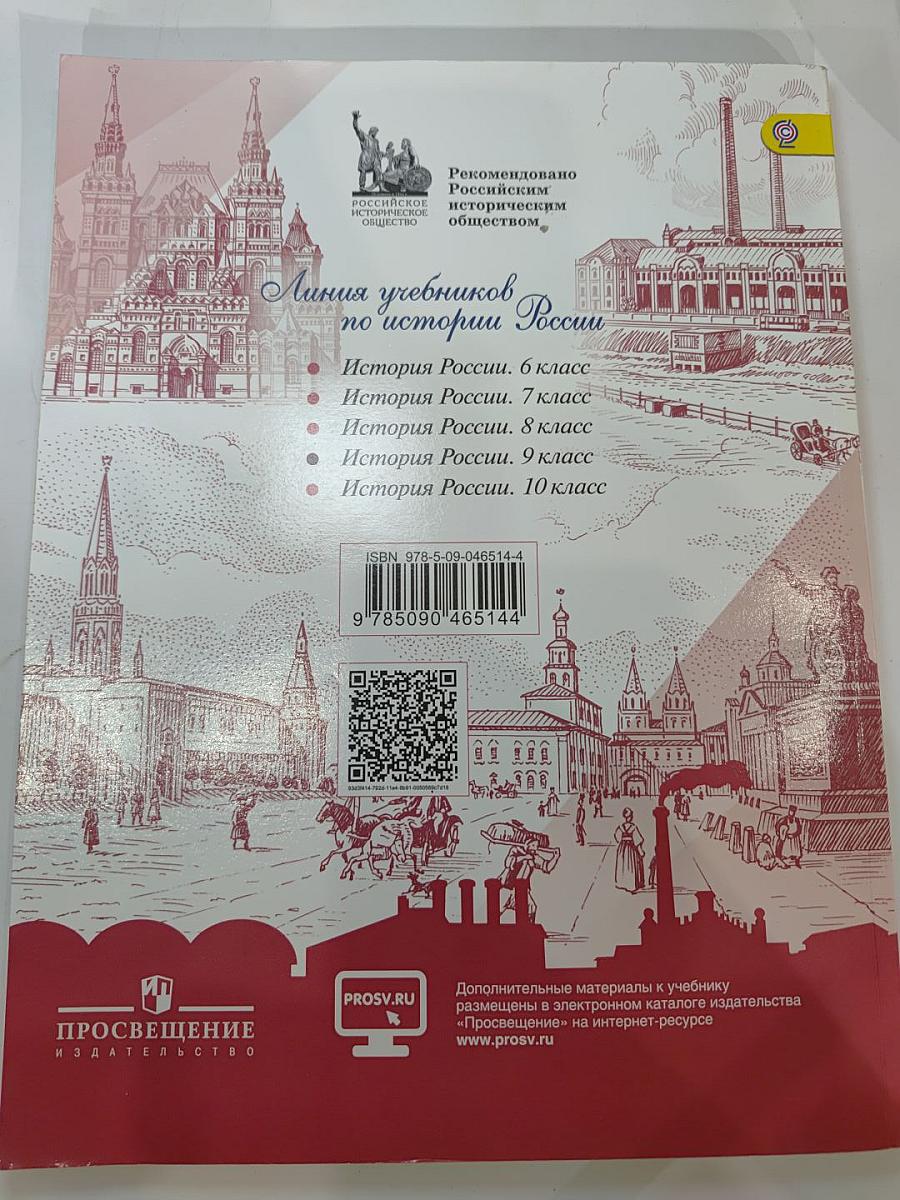 РОССИЙСКОЕ
ИСТОРИЧЕСКОЕ
ОБЩЕСТВО
Рекомендовано
Российским
историческим
обществом
Линия учебников
по истории России
• История России. 6 класс
• История России. 7 класс
• История России. 8 класс
• История России. 9 класс
• История России. 10 класс
ISBN 978-5-09-046514-4
9 785090 465144
ПРОСВЕЩЕНИЕ
ИЗДАТЕЛЬСТВО
PROSV.RU
Дополнительные материалы к учебнику
размещены в электронном каталоге издательства
«Просвещение» на интернет-ресурсе
www.prosv.ru